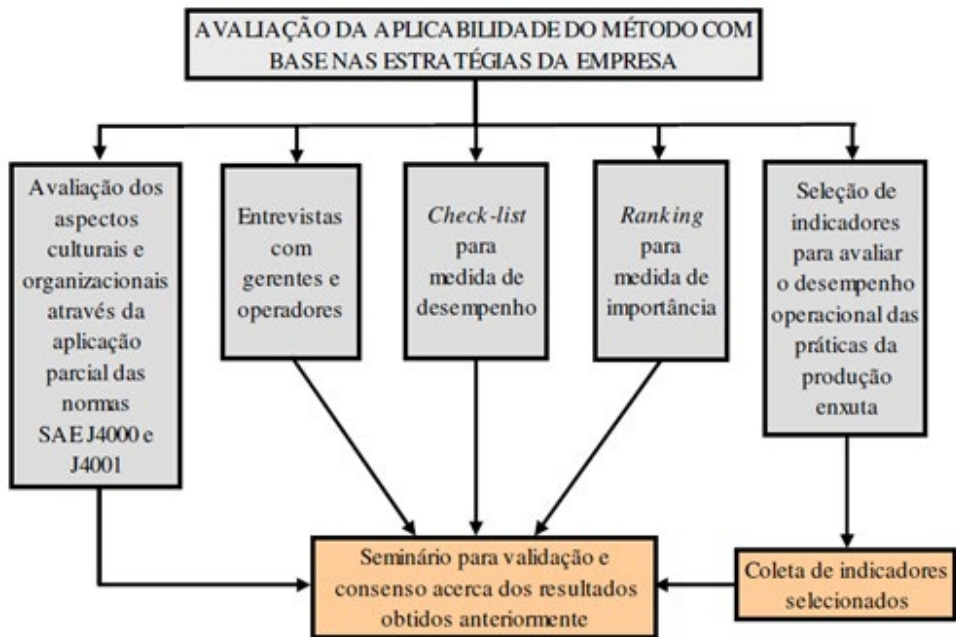 AVALIAÇÃO DA APLICABILIDADE DO MÉTODO COM
BASE NAS ESTRATÉGIAS DA EMPRESA
Avaliação dos
aspectos
culturais e
organizacionais
através da
aplicação
parcial das
normas
SAE J4000 e
J4001
Entrevistas
com
gerentes e
operadores
Check-list
para
medida de
desempenho
Ranking
para
medida de
importância
Seleção de
indicadores
para avaliar
o desempenho
operacional das
práticas da
produção
enxuta
Seminário para validação e
consenso acerca dos resultados
obtidos anteriormente
Coleta de indicadores
selecionados